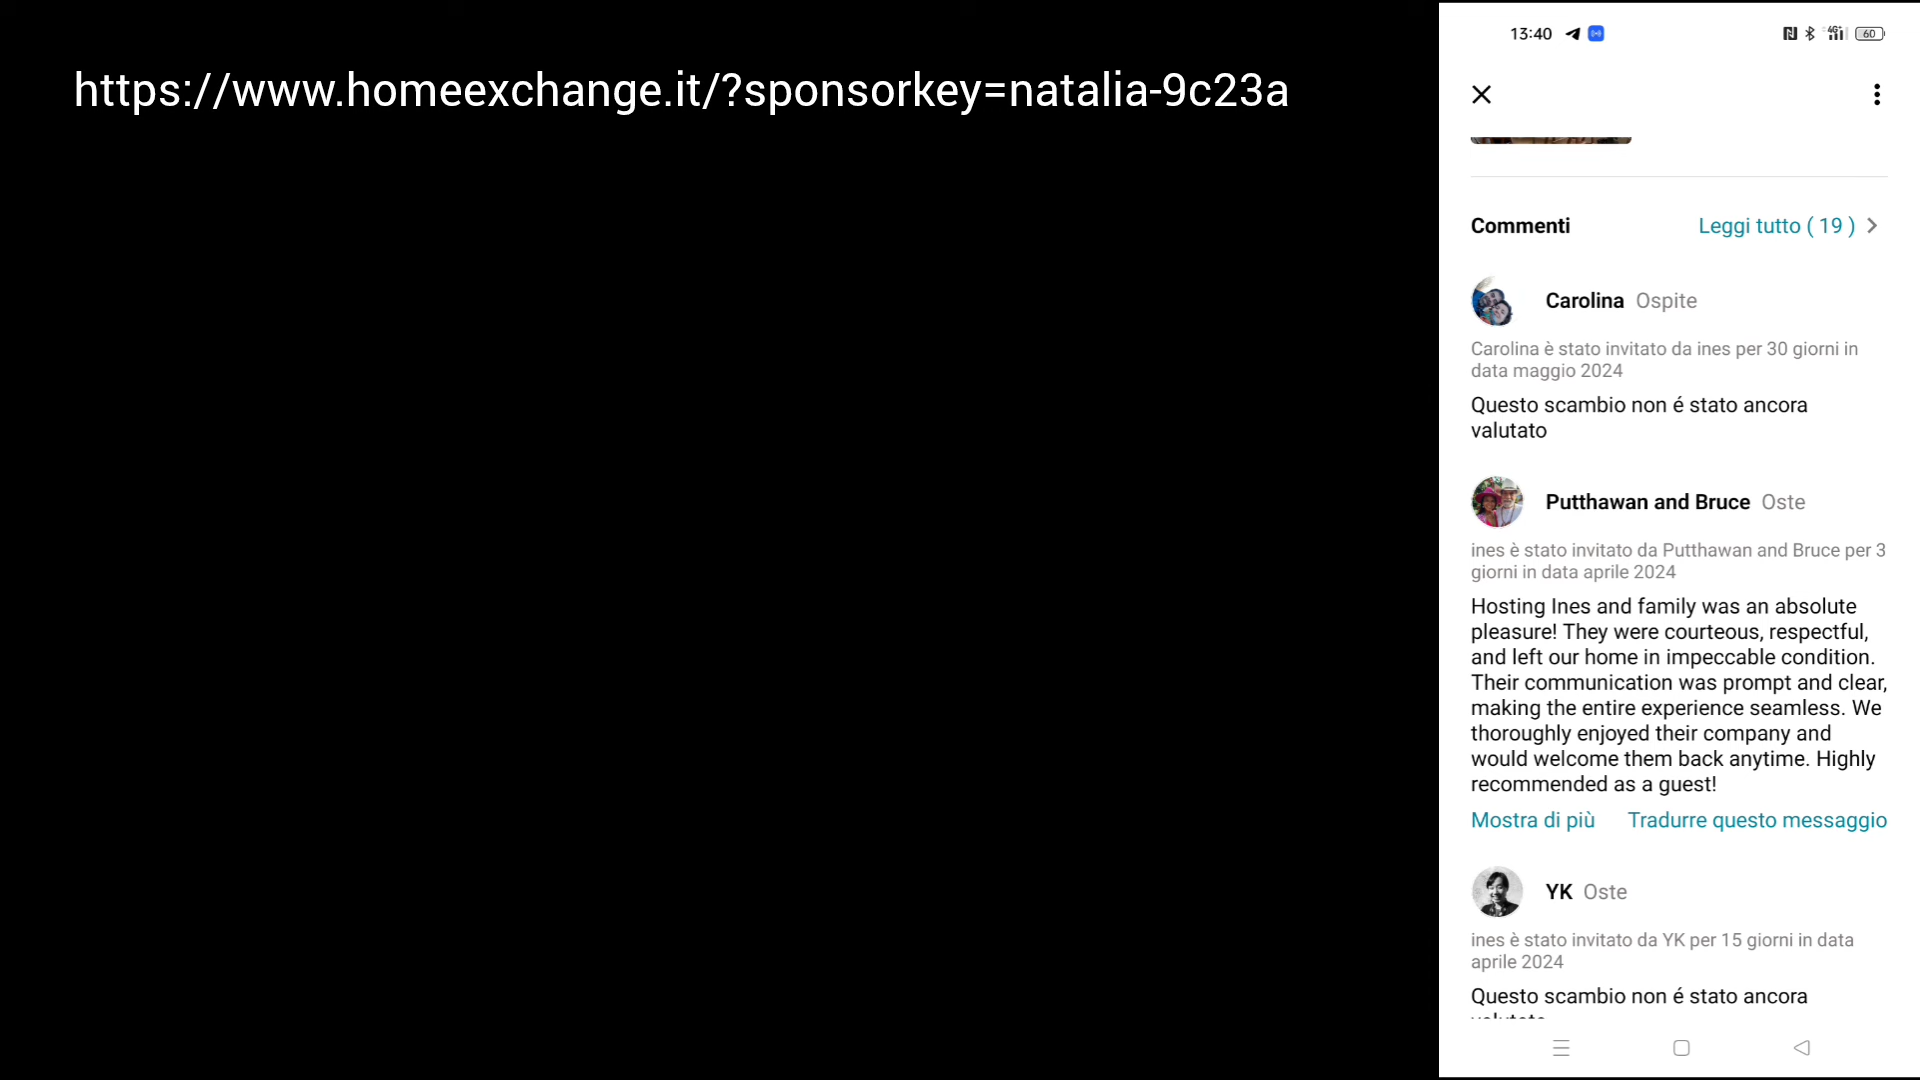 https://www.homeexchange.it/?sponsorkey=natalia-9c23a
13:40
4G+
60
Commenti
Leggi tutto ( 19 )
Carolina Ospite
Carolina è stato invitato da ines per 30 giorni in
data maggio 2024
Questo scambio non é stato ancora
valutato
Putthawan and Bruce Oste
ines è stato invitato da Putthawan and Bruce per 3
giorni in data aprile 2024
Hosting Ines and family was an absolute
pleasure! They were courteous, respectful,
and left our home in impeccable condition.
Their communication was prompt and clear,
making the entire experience seamless. We
thoroughly enjoyed their company and
would welcome them back anytime. Highly
recommended as a guest!
Mostra di più Tradurre questo messaggio
YK Oste
ines è stato invitato da YK per 15 giorni in data
aprile 2024
Questo scambio non é stato ancora